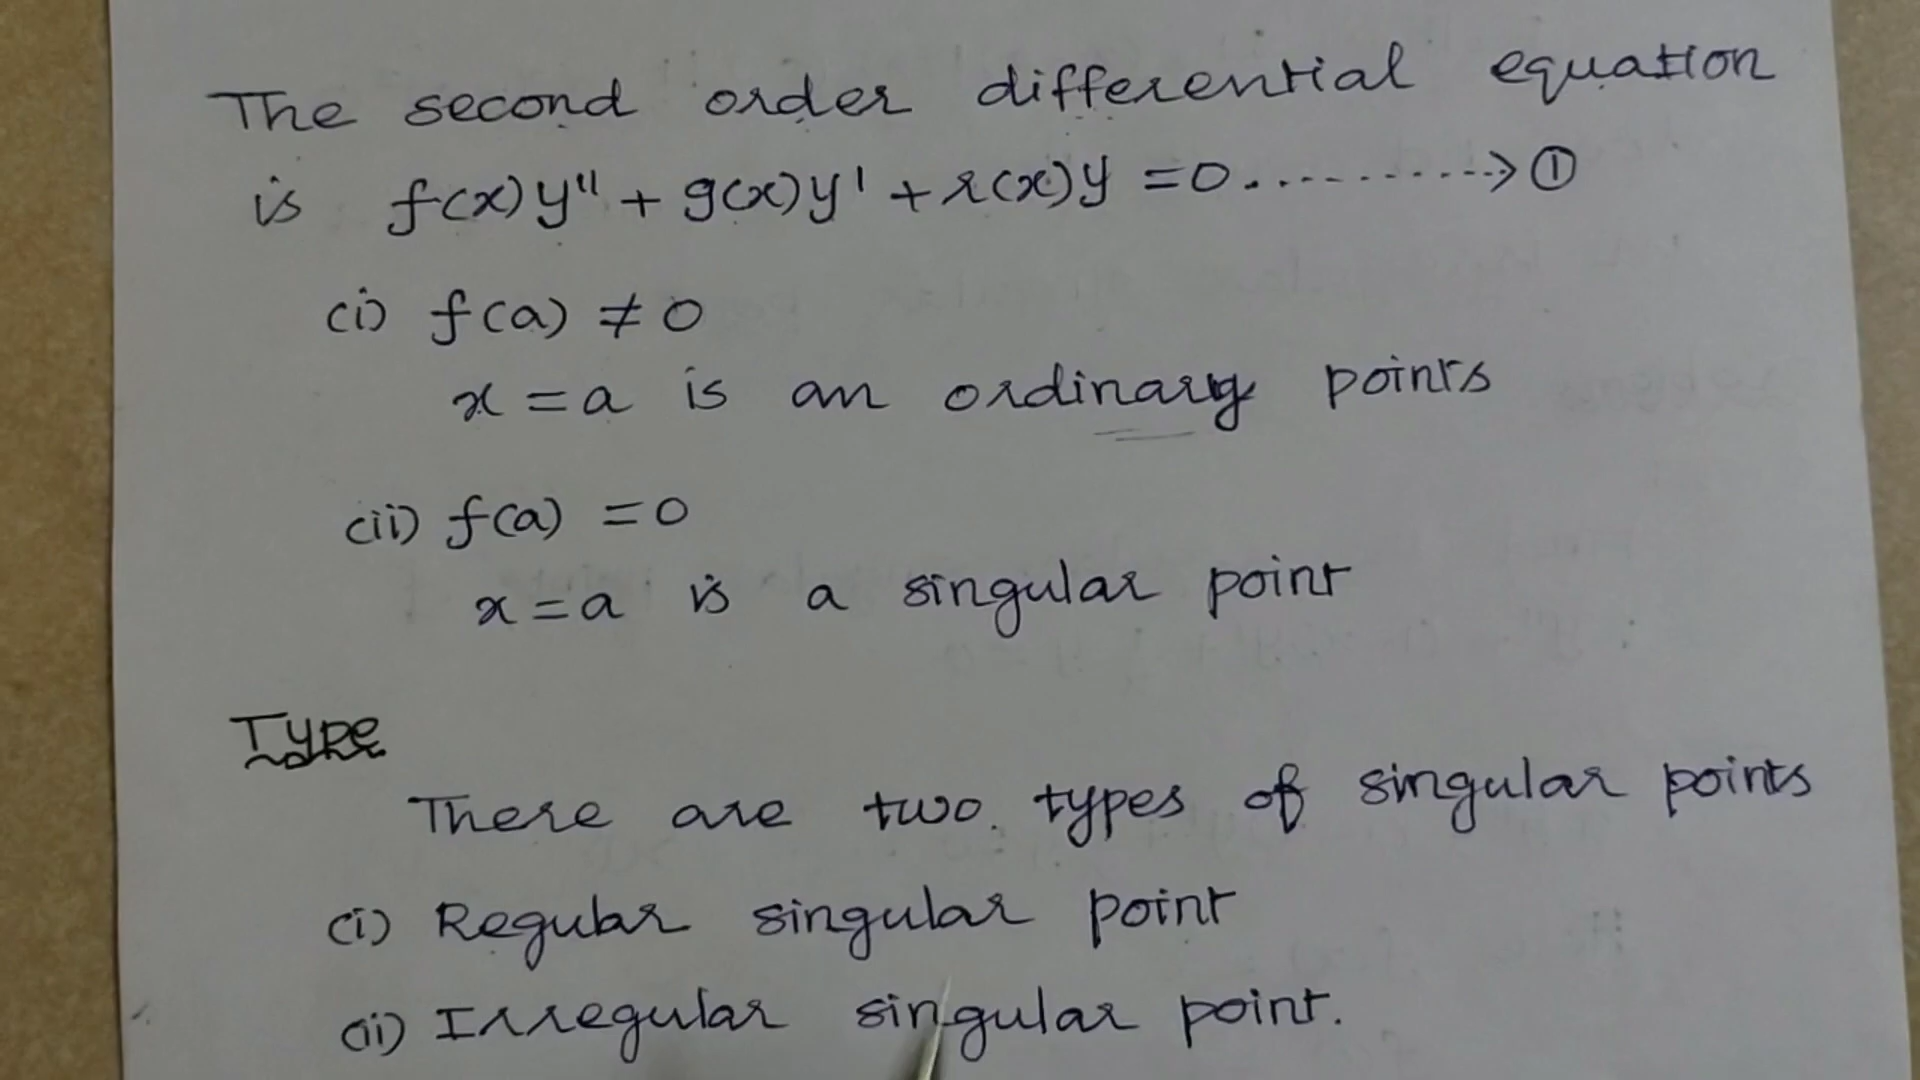 The second order differential equation
is f(x)y" + g(x)y' + r(x)y = 0 ..........> ①
(i) f(a) ≠ 0
x = a is an ordinary points
(ii) f(a) = 0
x = a is a singular point
Type
There are two types of singular points
(i) Regular singular point
(ii) Irregular singular point.